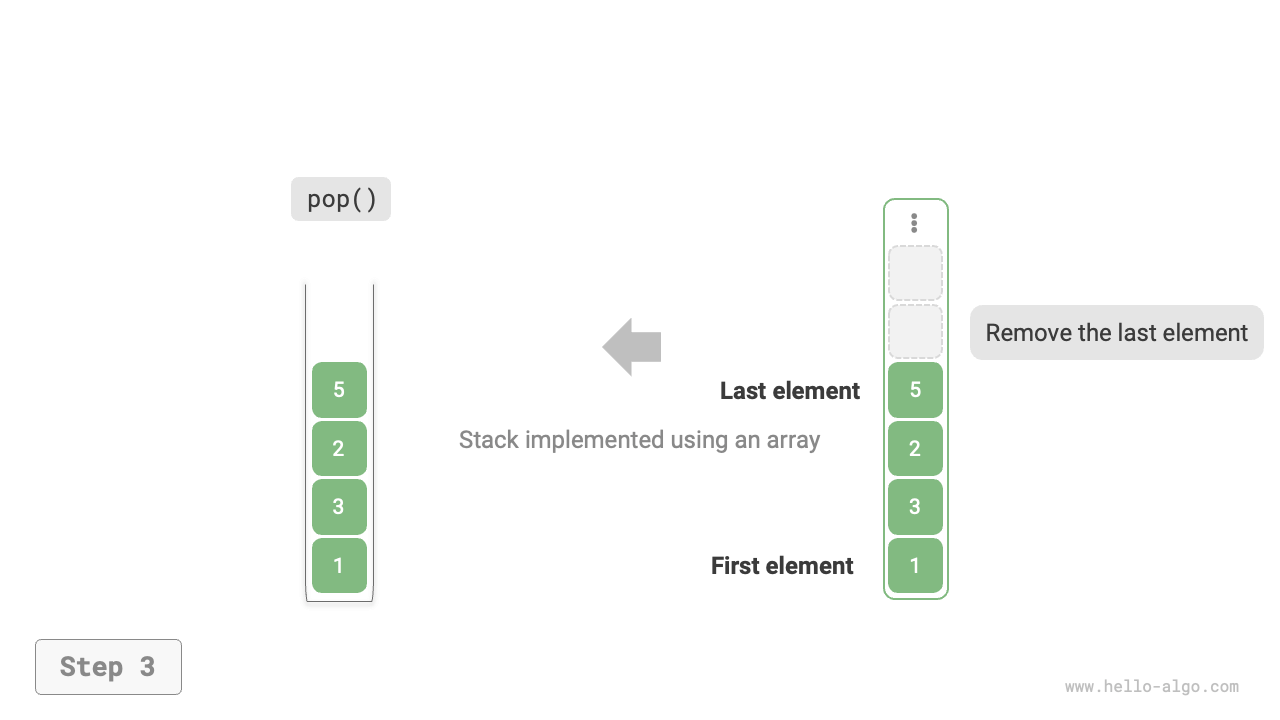 pop()
Remove the last element
5
2
3
1
Last element
Stack implemented using an array
First element
5
2
3
1
Step 3
www.hello-algo.com